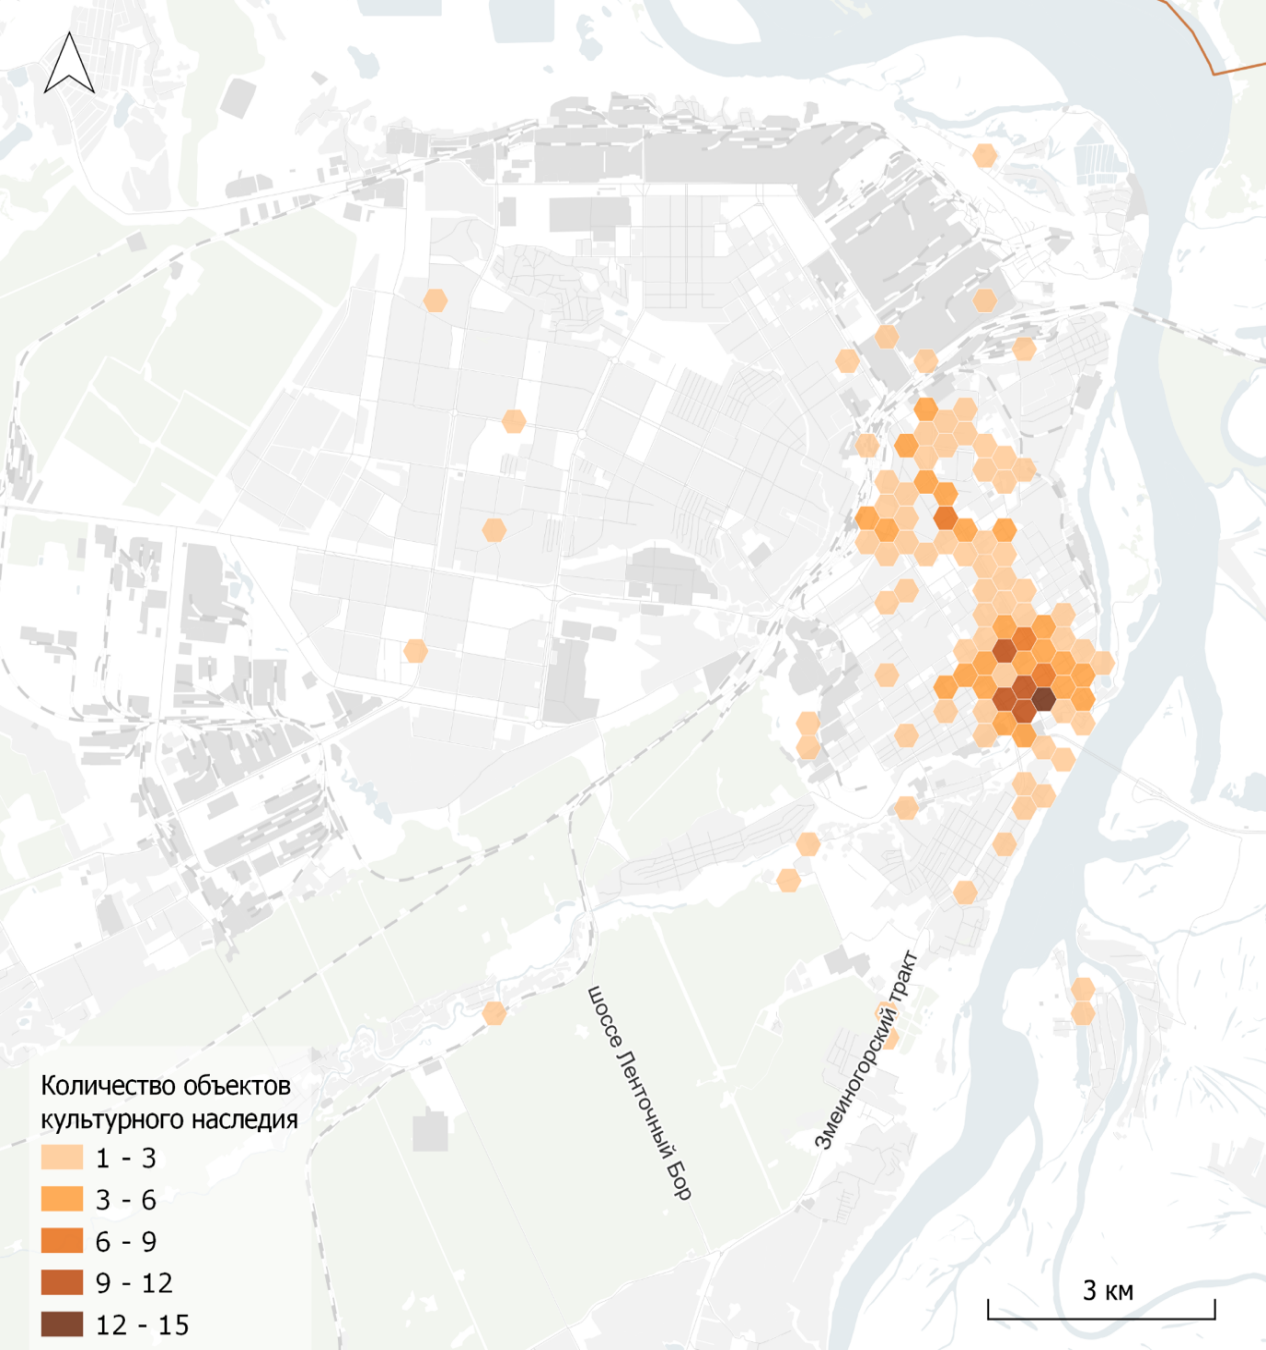 шоссе Ленточный Бор
Змеиногорский тракт
Количество объектов
культурного наследия
1 - 3
3 - 6
6 - 9
9 - 12
12 - 15
3 км